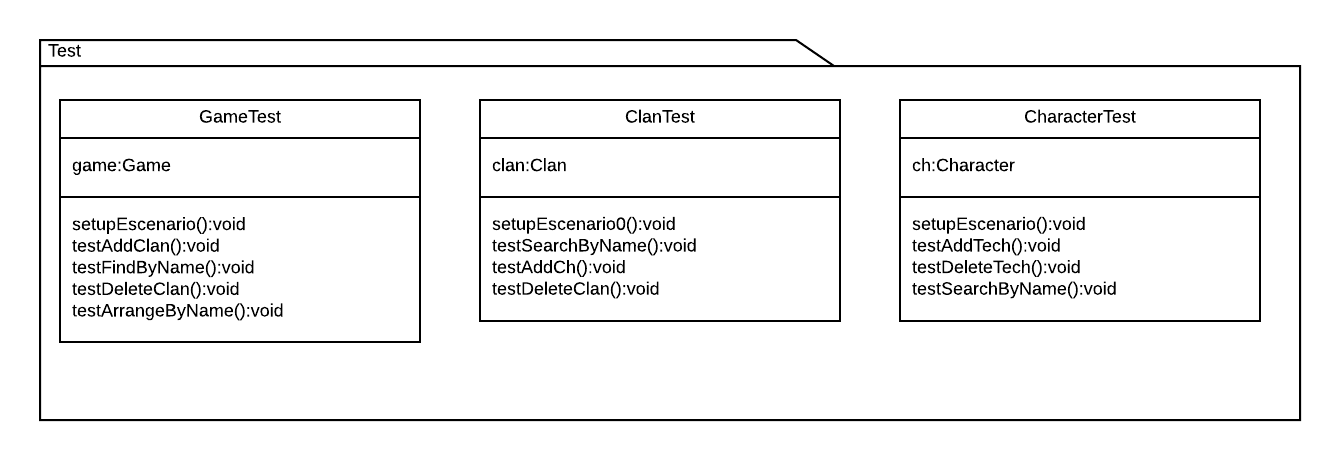 Test
GameTest
game:Game
setupEscenario():void
testAddClan():void
testFindByName():void
testDeleteClan():void
testArrangeByName():void
ClanTest
clan:Clan
setupEscenario0():void
testSearchByName():void
testAddCh():void
testDeleteClan():void
CharacterTest
ch:Character
setupEscenario():void
testAddTech():void
testDeleteTech():void
testSearchByName():void